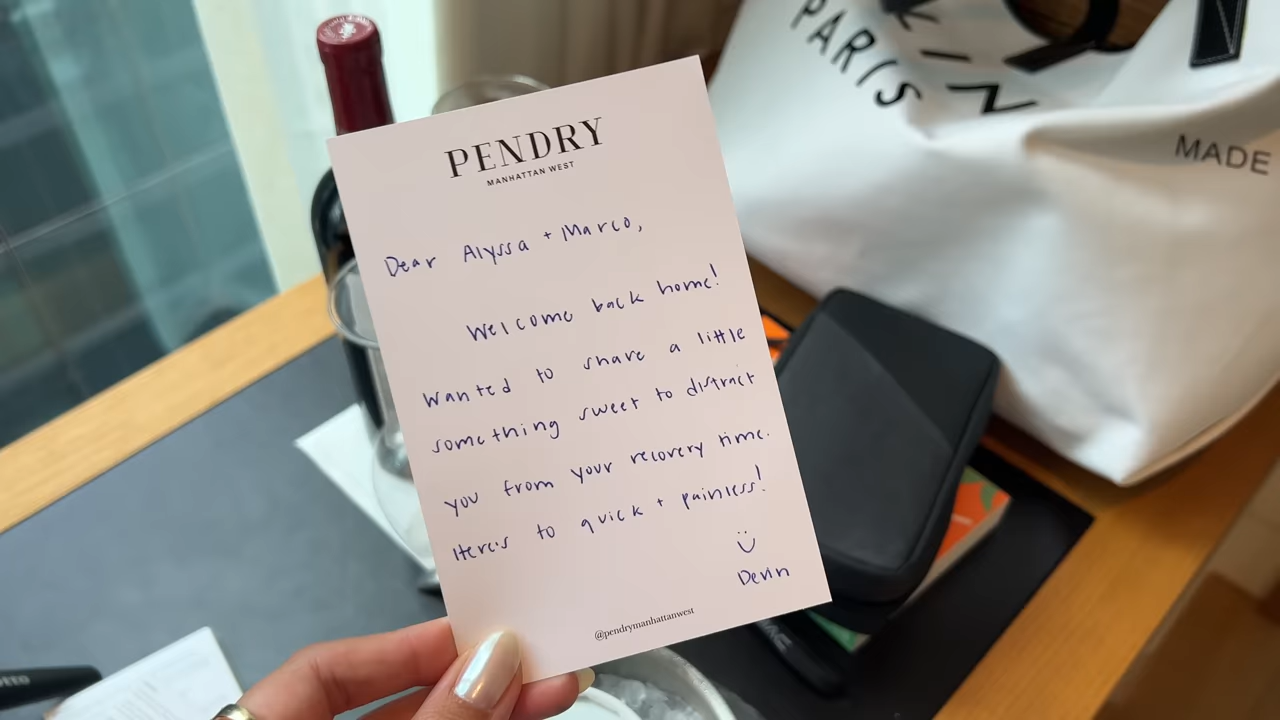 PENDRY
MANHATTAN WEST
Dear Alyssa + Marco,
Welcome back home!
Wanted to share a little
something sweet to distract
you from your recovery time.
Here's to quick + painless!
Devin
@pendrymanhattanwest
PARIS
MADE